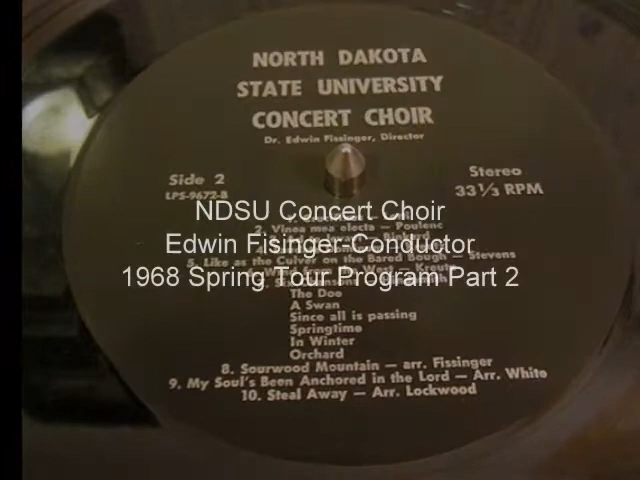 NORTH DAKOTA
STATE UNIVERSITY
CONCERT CHOIR
Dr. Edwin Fissinger, Director
Side 2
LPS-9672-B
Stereo
33 1/3 RPM
NDSU Concert Choir
2. Vinea mea electa — Poulenc
Edwin Fisinger-Conductor
5. Like as the Culver on the Bared Bough — Stevens
1968 Spring Tour Program Part 2
The Doe
A Swan
Since all is passing
Springtime
In Winter
Orchard
8. Sourwood Mountain — arr. Fissinger
9. My Soul's Been Anchored in the Lord — Arr. White
10. Steal Away — Arr. Lockwood